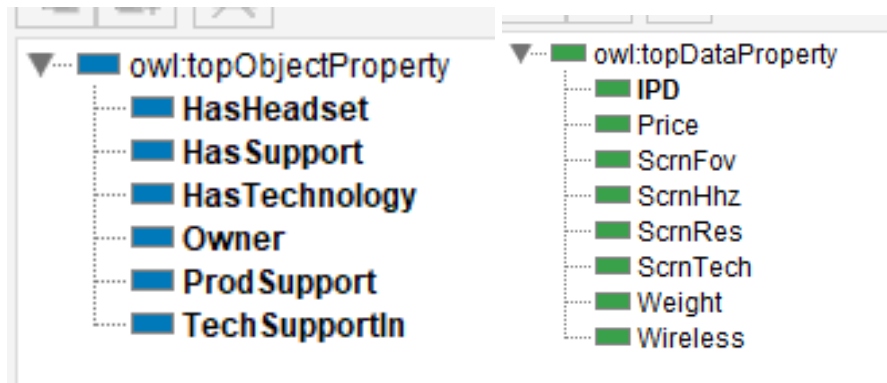 owl:topObjectProperty
HasHeadset
HasSupport
HasTechnology
Owner
ProdSupport
TechSupportIn
owl:topDataProperty
IPD
Price
ScrnFov
ScrnHhz
ScrnRes
ScrnTech
Weight
Wireless